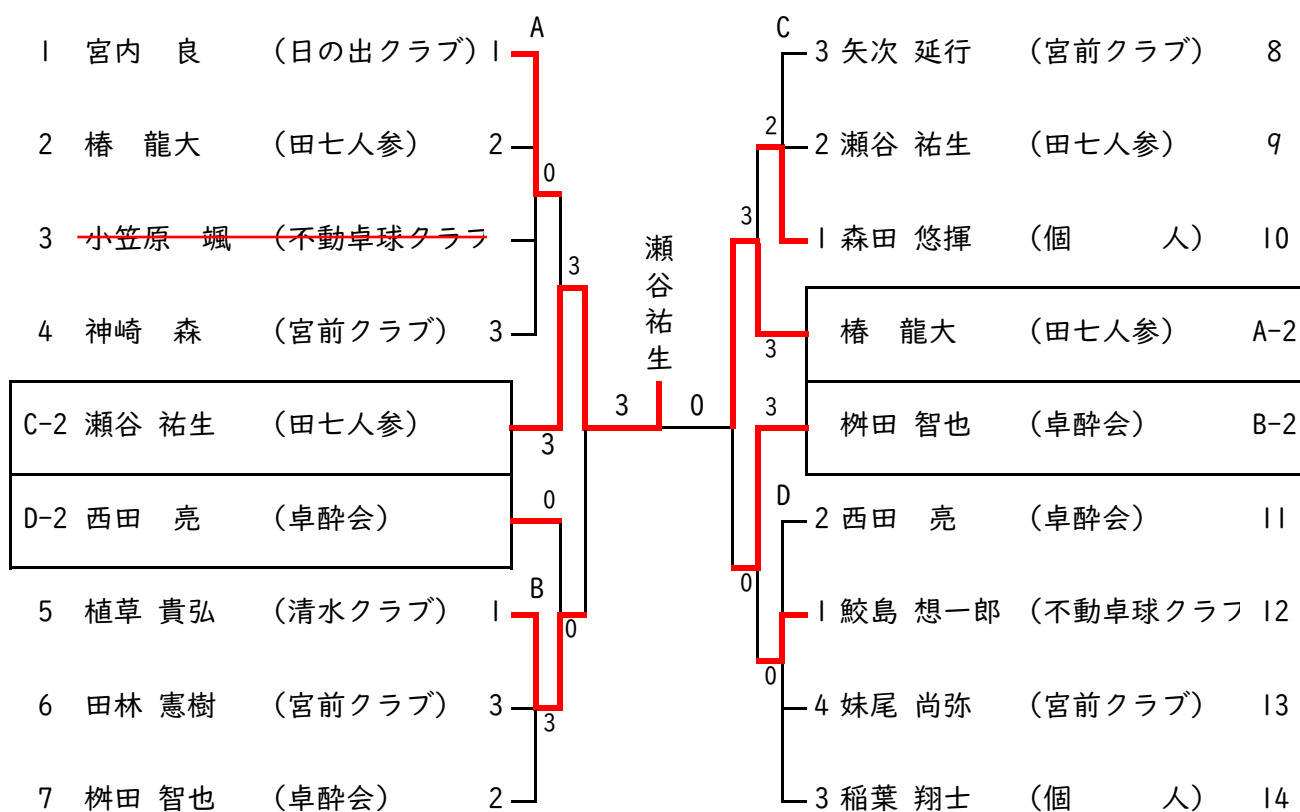 A
1 宮内 良 (日の出クラブ) 1
2 椿 龍大 (田七人参) 2
0
3 小笠原 颯 (不動卓球クラブ
3
4 神崎 森 (宮前クラブ) 3
C-2 瀬谷 祐生 (田七人参)
3
D-2 西田 亮 (卓酔会)
0
B
5 植草 貴弘 (清水クラブ) 1
0
6 田林 憲樹 (宮前クラブ) 3
3
7 桝田 智也 (卓酔会) 2
瀬谷祐生
3 0
C
3 矢次 延行 (宮前クラブ) 8
2
2 瀬谷 祐生 (田七人参) 9
3
1 森田 悠揮 (個 人) 10
椿 龍大 (田七人参) A-2
3
3
桝田 智也 (卓酔会) B-2
D
2 西田 亮 (卓酔会) 11
0
1 鮫島 想一郎 (不動卓球クラブ 12
0
4 妹尾 尚弥 (宮前クラブ) 13
3 稲葉 翔士 (個 人) 14